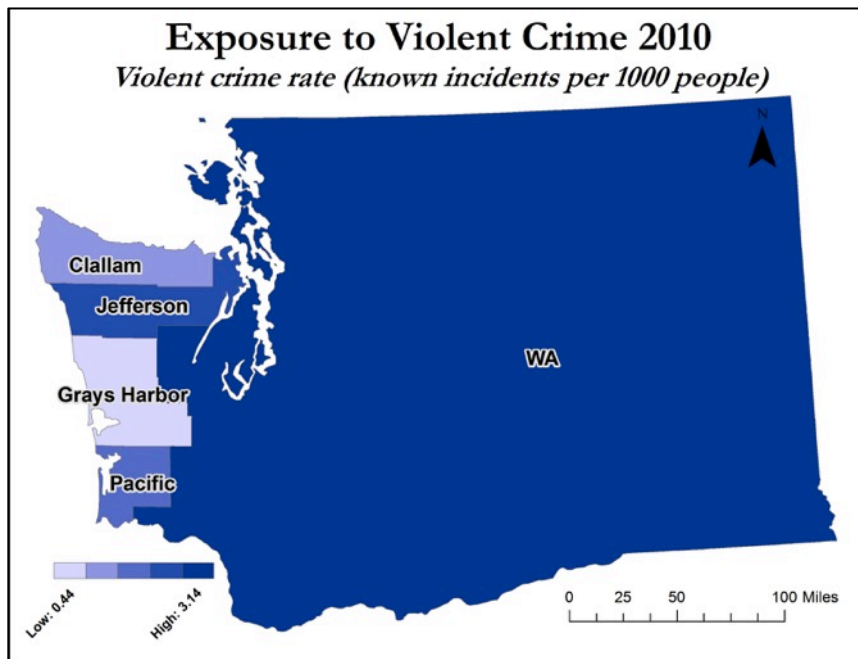 Exposure to Violent Crime 2010
Violent crime rate (known incidents per 1000 people)
N
Clallam
Jefferson
WA
Grays Harbor
Pacific
Low: 0.44
High: 3.14
0 25 50 100 Miles